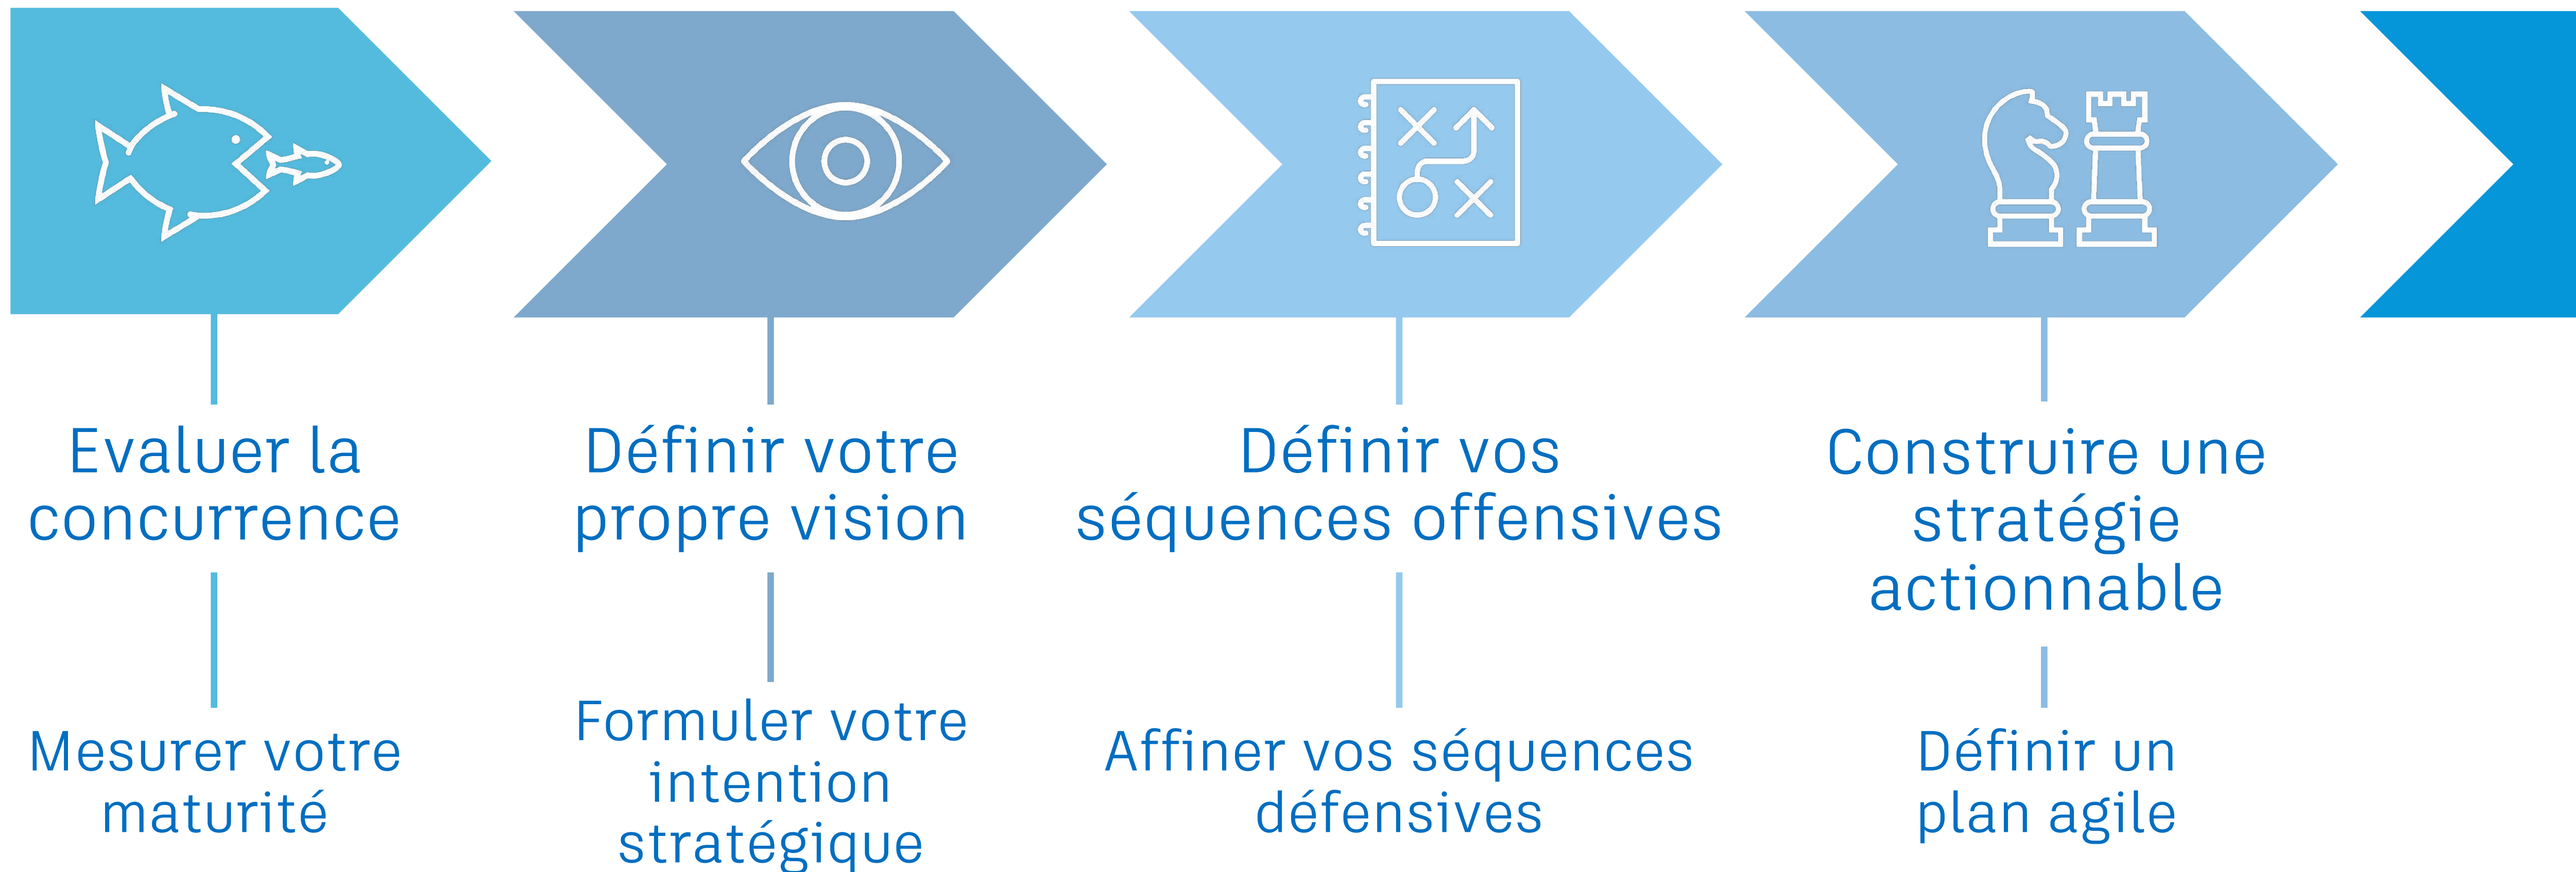 Evaluer la
concurrence
Mesurer votre
maturité
Définir votre
propre vision
Formuler votre
intention
stratégique
Définir vos
séquences offensives
Affiner vos séquences
défensives
Construire une
stratégie
actionnable
Définir un
plan agile